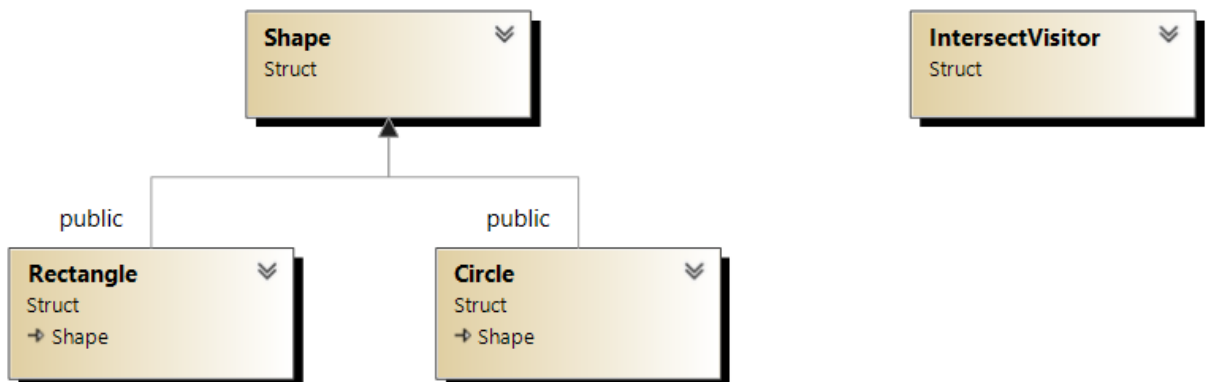 Shape
Struct
IntersectVisitor
Struct
public
public
Rectangle
Struct
Shape
Circle
Struct
Shape